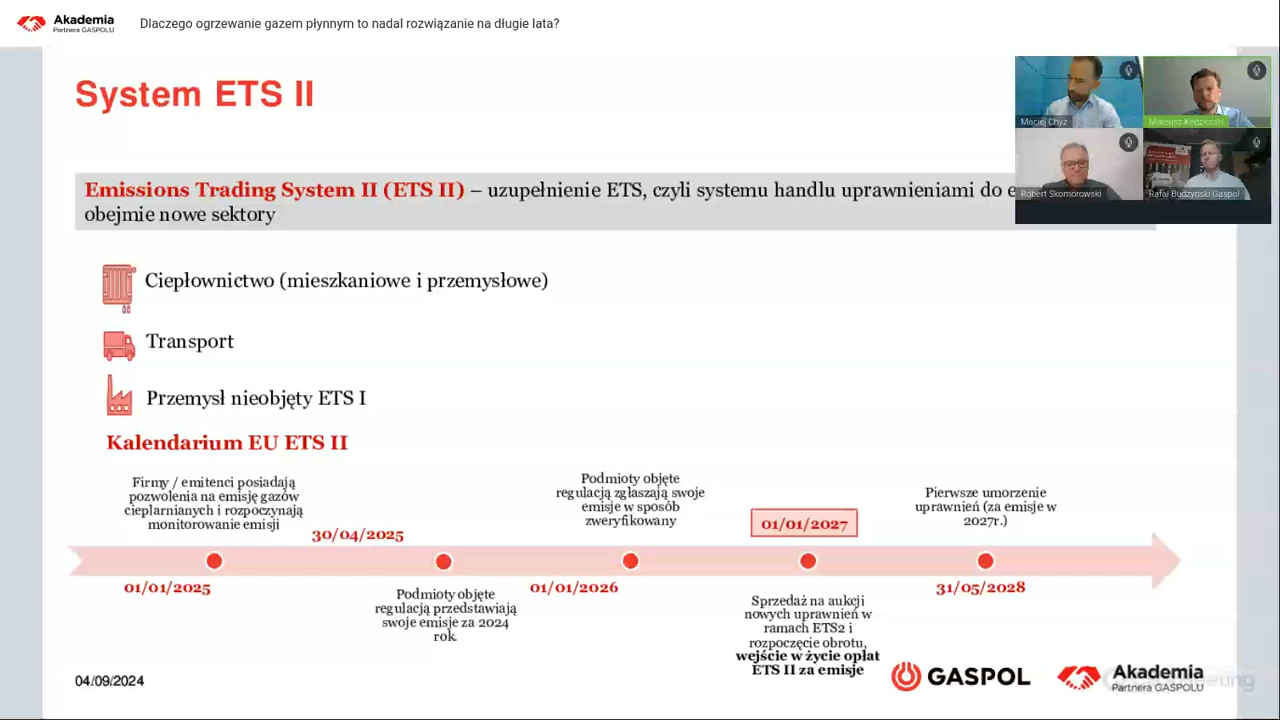 Akademia
Partnera GASPOLU
Dlaczego ogrzewanie gazem płynnym to nadal rozwiązanie na długie lata?
System ETS II
Maciej Chyż
Mateusz Kędzierski
Robert Skomorowski
Rafał Budzyński Gaspol
Emissions Trading System II (ETS II) – uzupełnienie ETS, czyli systemu handlu uprawnieniami do
obejmie nowe sektory
Ciepłownictwo (mieszkaniowe i przemysłowe)
Transport
Przemysł nieobjęty ETS I
Kalendarium EU ETS II
Firmy / emitenci posiadają
pozwolenia na emisję gazów
cieplarnianych i rozpoczynają
monitorowanie emisji
01/01/2025
30/04/2025
Podmioty objęte
regulacją przedstawiają
swoje emisje za 2024
rok.
Podmioty objęte
regulacją zgłaszają swoje
emisje w sposób
zweryfikowany
01/01/2026
01/01/2027
Sprzedaż na aukcji
nowych uprawnień w
ramach ETS2 i
rozpoczęcie obrotu,
wejście w życie opłat
ETS II za emisje
Pierwsze umorzenie
uprawnień (za emisje w
2027r.)
31/05/2028
04/09/2024
GASPOL
Akademia
Partnera GASPOLU